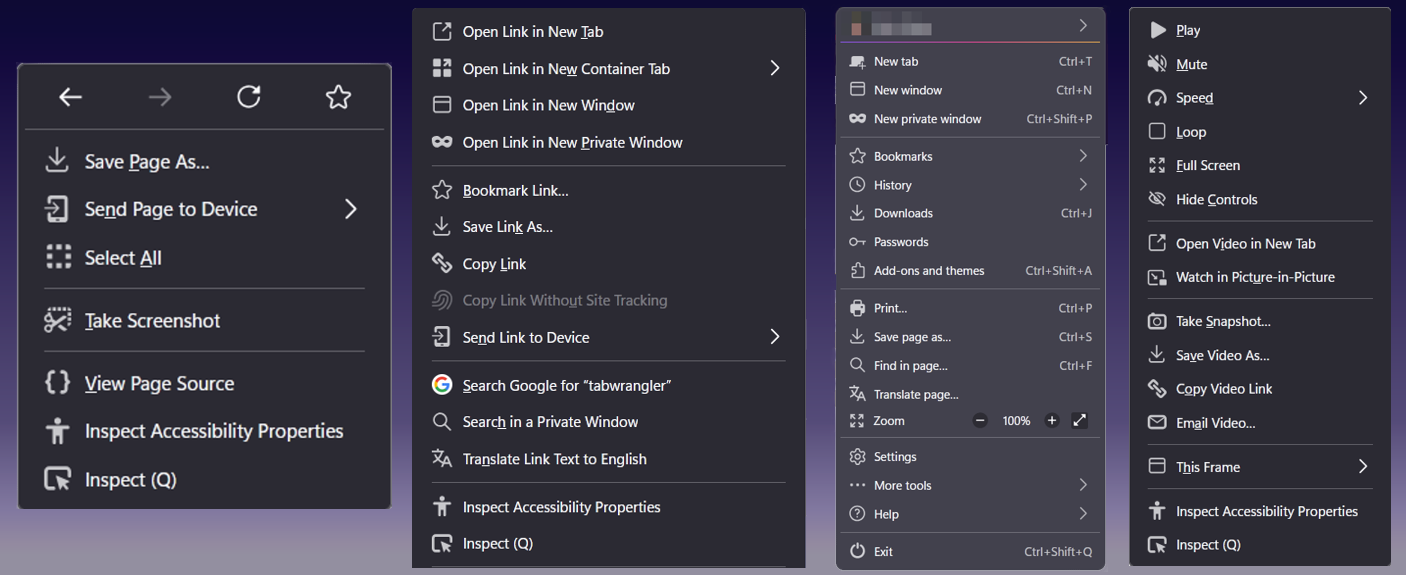 Save Page As...
Send Page to Device
Select All
Take Screenshot
View Page Source
Inspect Accessibility Properties
Inspect (Q)
Open Link in New Tab
Open Link in New Container Tab
Open Link in New Window
Open Link in New Private Window
Bookmark Link...
Save Link As...
Copy Link
Copy Link Without Site Tracking
Send Link to Device
Search Google for “tabwrangler”
Search in a Private Window
Translate Link Text to English
Inspect Accessibility Properties
Inspect (Q)
New tab Ctrl+T
New window Ctrl+N
New private window Ctrl+Shift+P
Bookmarks
History
Downloads Ctrl+J
Passwords
Add-ons and themes Ctrl+Shift+A
Print... Ctrl+P
Save page as... Ctrl+S
Find in page... Ctrl+F
Translate page...
Zoom 100%
Settings
More tools
Help
Exit Ctrl+Shift+Q
Play
Mute
Speed
Loop
Full Screen
Hide Controls
Open Video in New Tab
Watch in Picture-in-Picture
Take Snapshot...
Save Video As...
Copy Video Link
Email Video...
This Frame
Inspect Accessibility Properties
Inspect (Q)